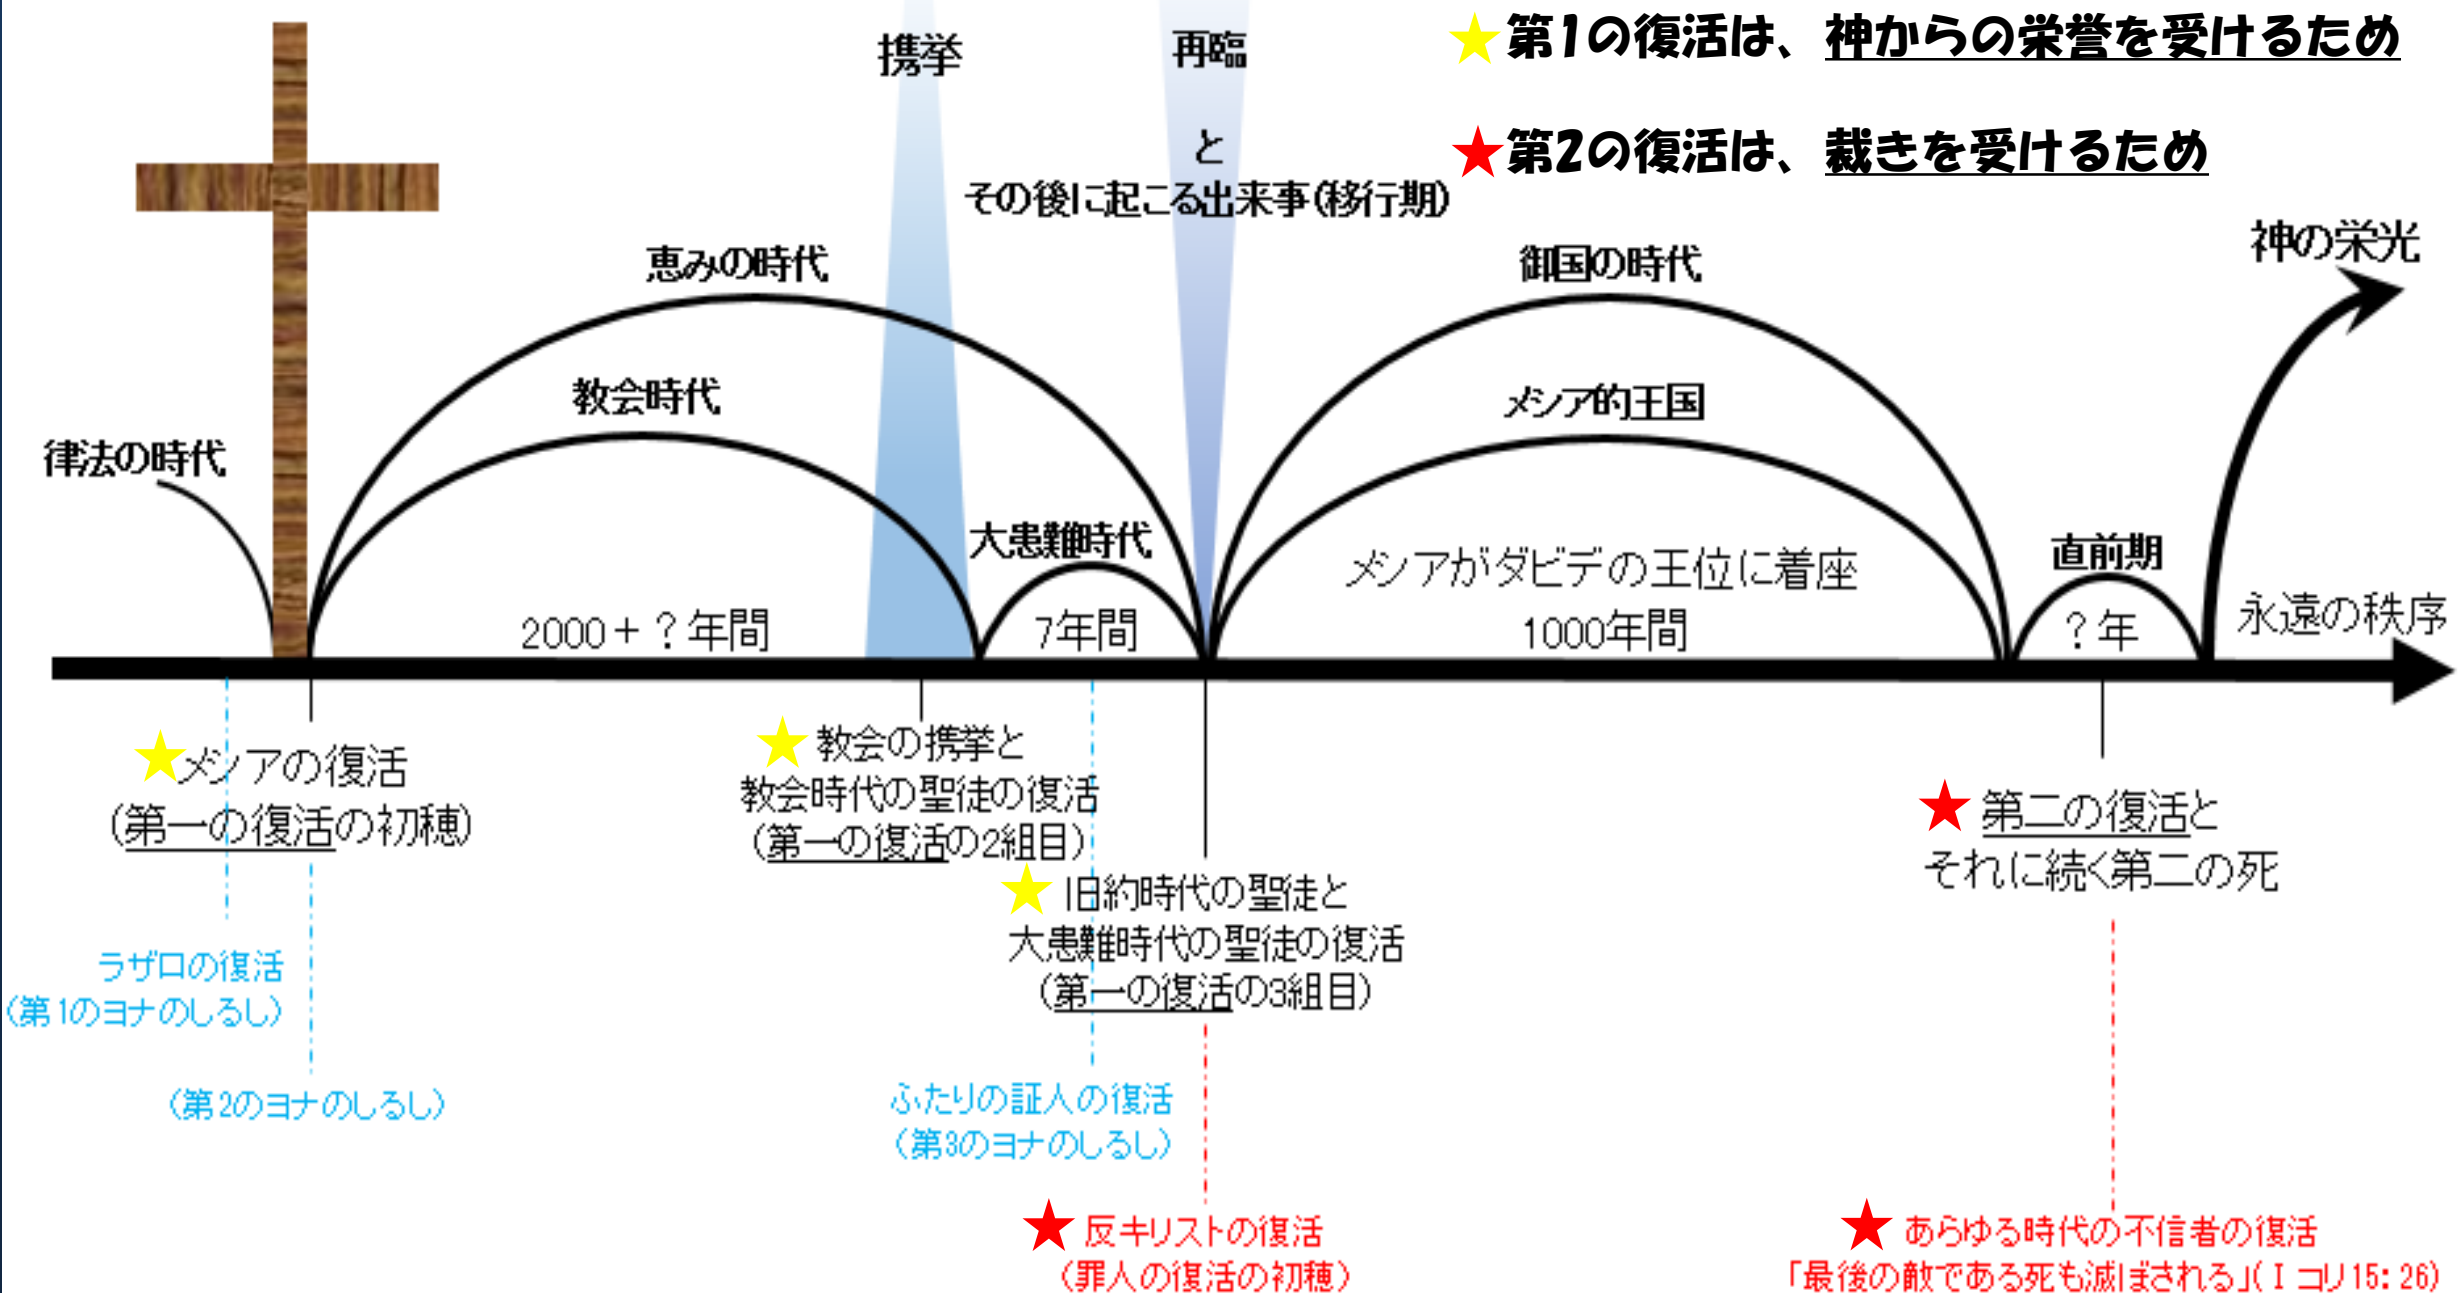 ★第1の復活は、神からの栄誉を受けるため
★第2の復活は、裁きを受けるため
携挙
再臨
と
その後に起こる出来事(移行期)
恵みの時代
御国の時代
神の栄光
教会時代
メシア的王国
律法の時代
大患難時代
メシアがダビデの王位に着座
直前期
2000+?年間
7年間
1000年間
?年
永遠の秩序
★メシアの復活
(第一の復活の初穂)
★教会の携挙と
教会時代の聖徒の復活
(第一の復活の2組目)
★旧約時代の聖徒と
大患難時代の聖徒の復活
(第一の復活の3組目)
★第二の復活と
それに続く第二の死
ラザロの復活
(第1のヨナのしるし)
(第2のヨナのしるし)
ふたりの証人の復活
(第3のヨナのしるし)
★反キリストの復活
(罪人の復活の初穂)
★あらゆる時代の不信者の復活
「最後の敵である死も滅ぼされる」(Ⅰコリ15:26)